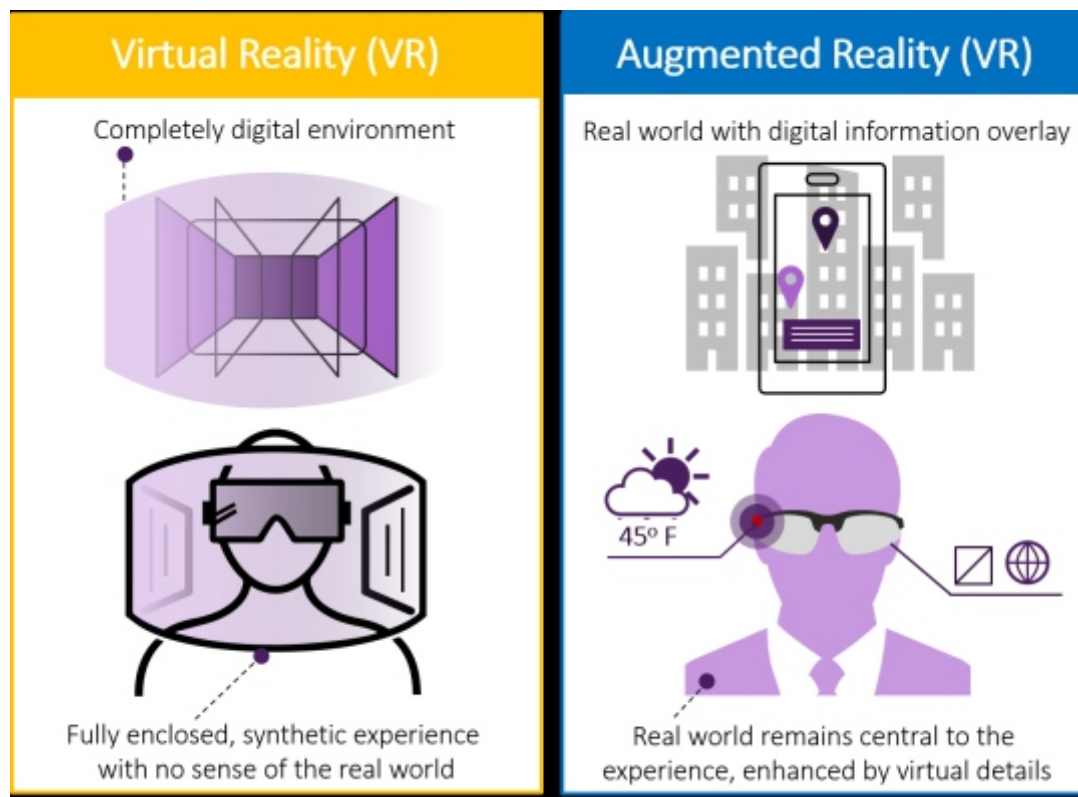 Virtual Reality (VR)
Completely digital environment
Fully enclosed, synthetic experience
with no sense of the real world
Augmented Reality (VR)
Real world with digital information overlay
45º F
Real world remains central to the
experience, enhanced by virtual details